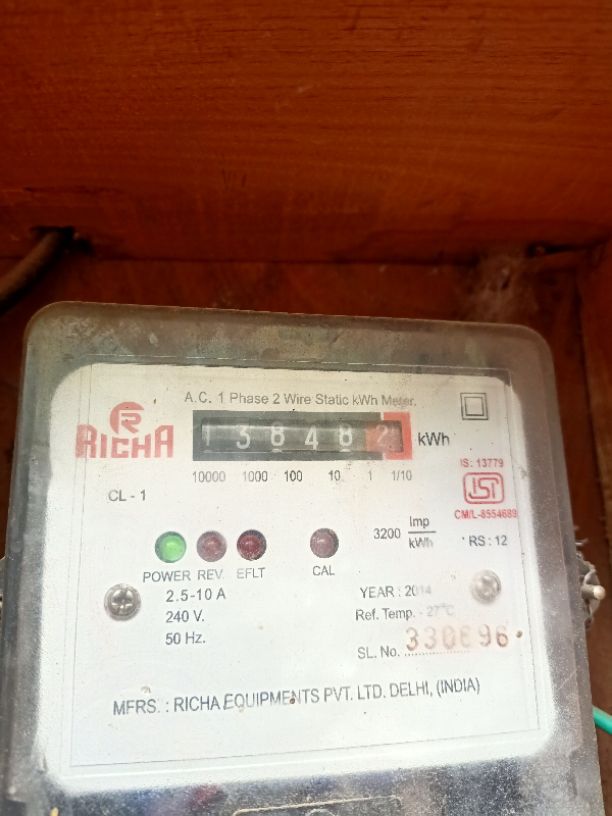 A.C. 1 Phase 2 Wire Static kWh Meter.
R
RICHA
138482 kWh
10000 1000 100 10 1 1/10
IS: 13779
ISI
CM/L-8554689
CL - 1
3200 Imp/kWh
RS : 12
POWER REV. EFLT CAL
2.5-10 A
YEAR : 2014
240 V.
Ref. Temp. - 27°C
50 Hz.
SL. No. 330696
MFRS. : RICHA EQUIPMENTS PVT. LTD. DELHI, (INDIA)